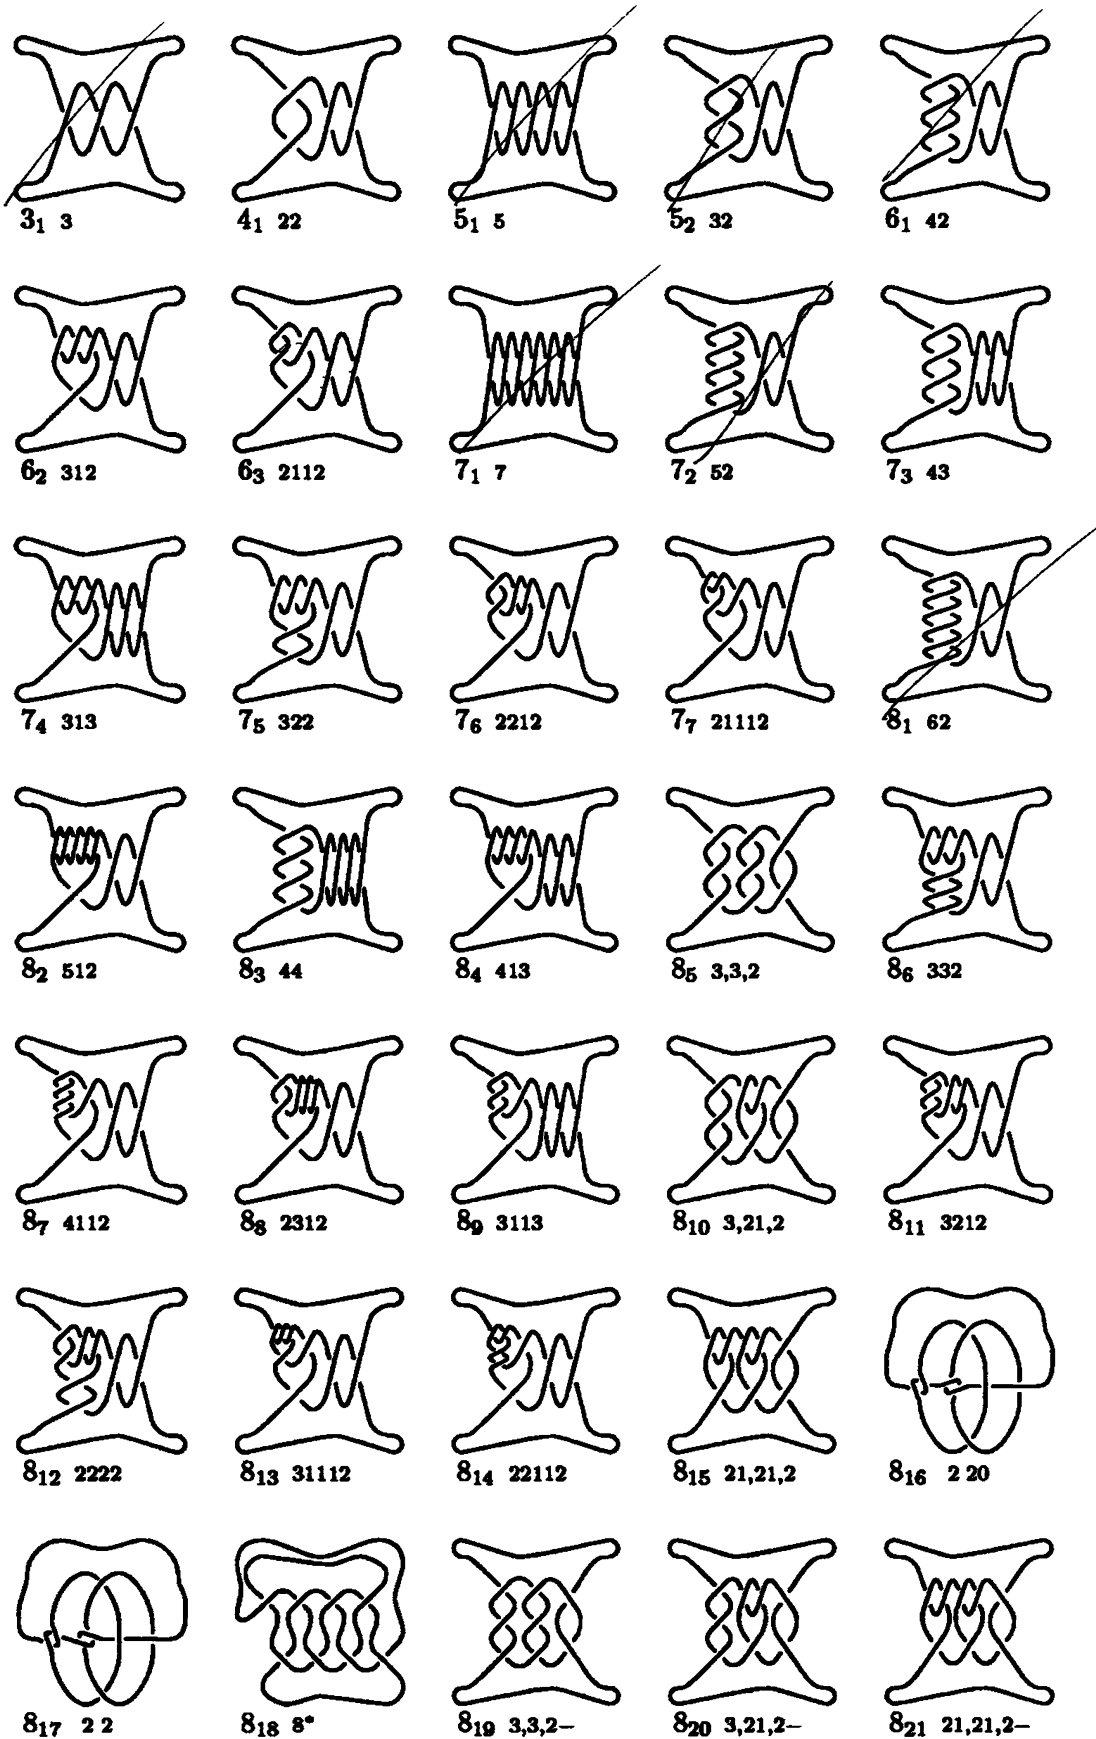 3₁ 3 4₁ 22 5₁ 5 5₂ 32 6₁ 42
6₂ 312 6₃ 2112 7₁ 7 7₂ 52 7₃ 43
7₄ 313 7₅ 322 7₆ 2212 7₇ 21112 8₁ 62
8₂ 512 8₃ 44 8₄ 413 8₅ 3,3,2 8₆ 332
8₇ 4112 8₈ 2312 8₉ 3113 8₁₀ 3,21,2 8₁₁ 3212
8₁₂ 2222 8₁₃ 31112 8₁₄ 22112 8₁₅ 21,21,2 8₁₆ 2 20
8₁₇ 2 2 8₁₈ 8* 8₁₉ 3,3,2− 8₂₀ 3,21,2− 8₂₁ 21,21,2−